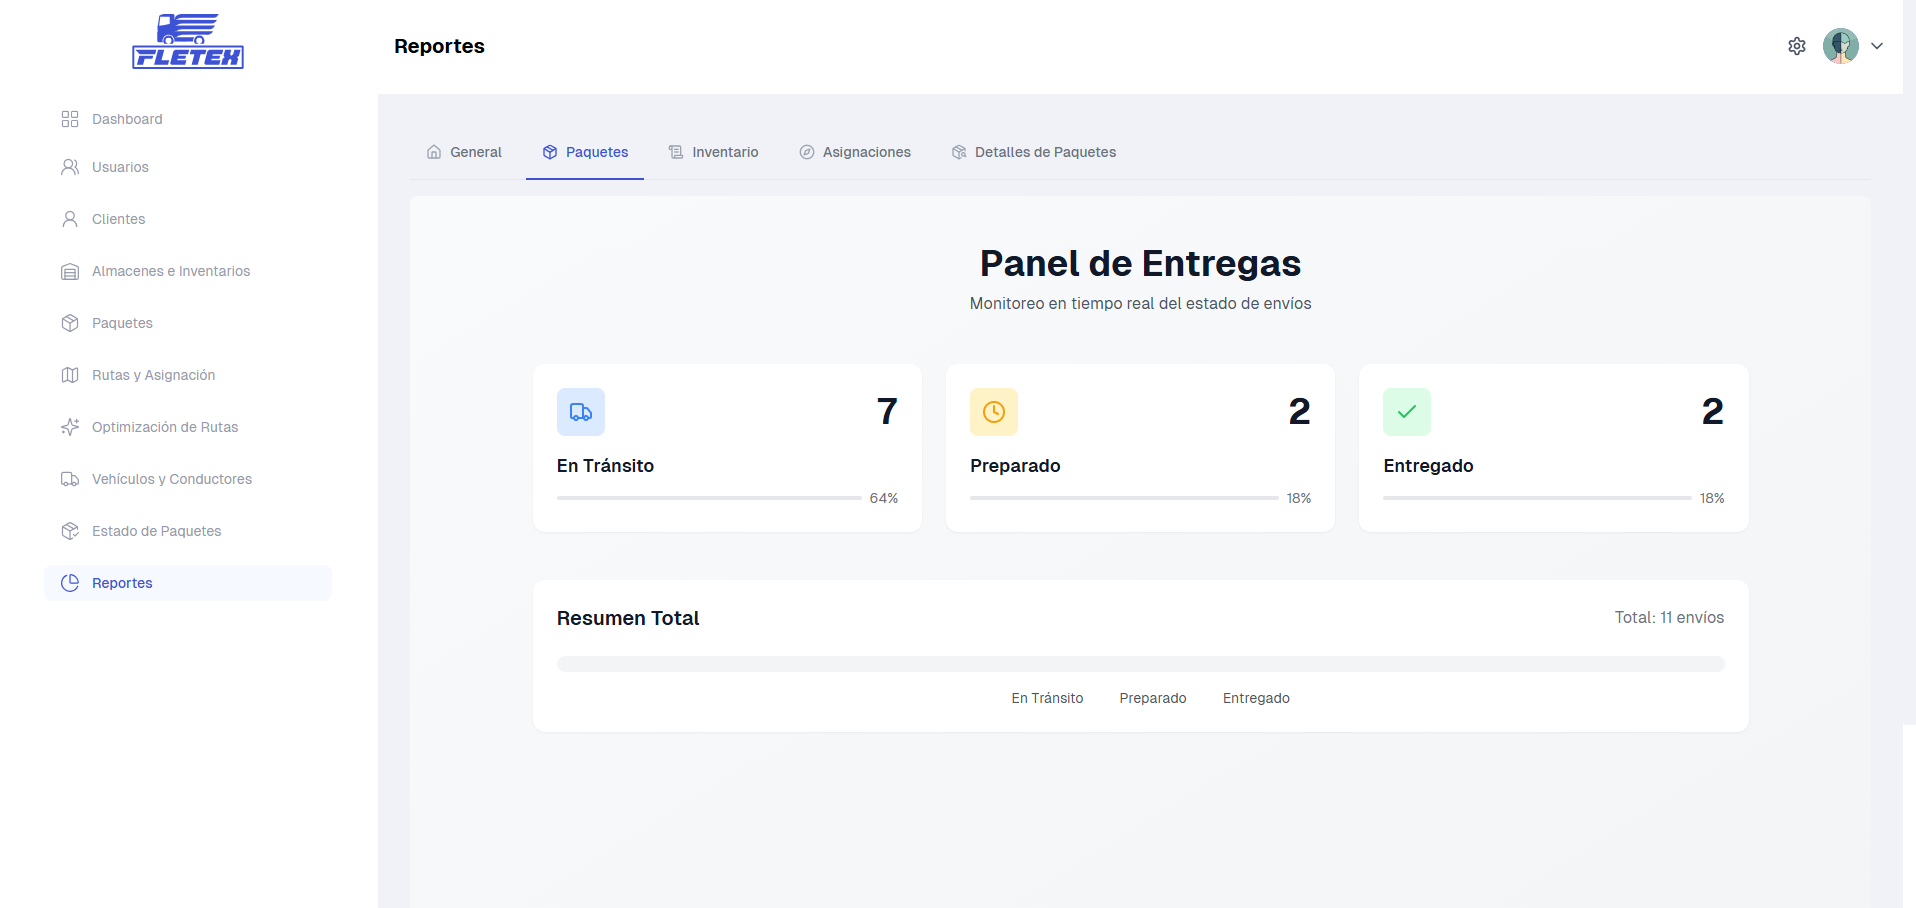 FLETEX
Reportes
Dashboard
Usuarios
Clientes
Almacenes e Inventarios
Paquetes
Rutas y Asignación
Optimización de Rutas
Vehículos y Conductores
Estado de Paquetes
Reportes
General
Paquetes
Inventario
Asignaciones
Detalles de Paquetes
Panel de Entregas
Monitoreo en tiempo real del estado de envíos
7
En Tránsito
64%
2
Preparado
18%
2
Entregado
18%
Resumen Total
Total: 11 envíos
En Tránsito
Preparado
Entregado